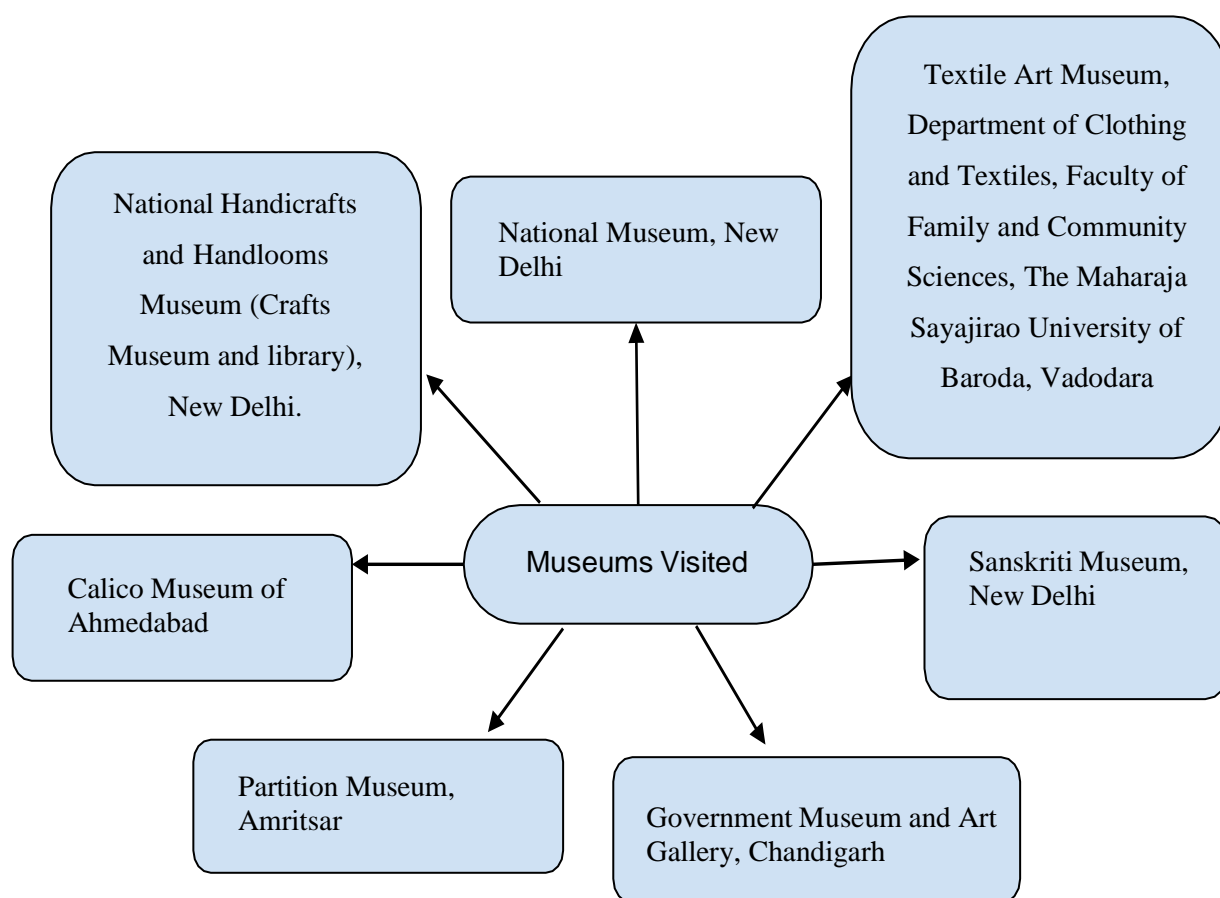 National Handicrafts
and Handlooms
Museum (Crafts
Museum and library),
New Delhi.
National Museum, New
Delhi
Textile Art Museum,
Department of Clothing
and Textiles, Faculty of
Family and Community
Sciences, The Maharaja
Sayajirao University of
Baroda, Vadodara
Museums Visited
Calico Museum of
Ahmedabad
Sanskriti Museum,
New Delhi
Partition Museum,
Amritsar
Government Museum and Art
Gallery, Chandigarh